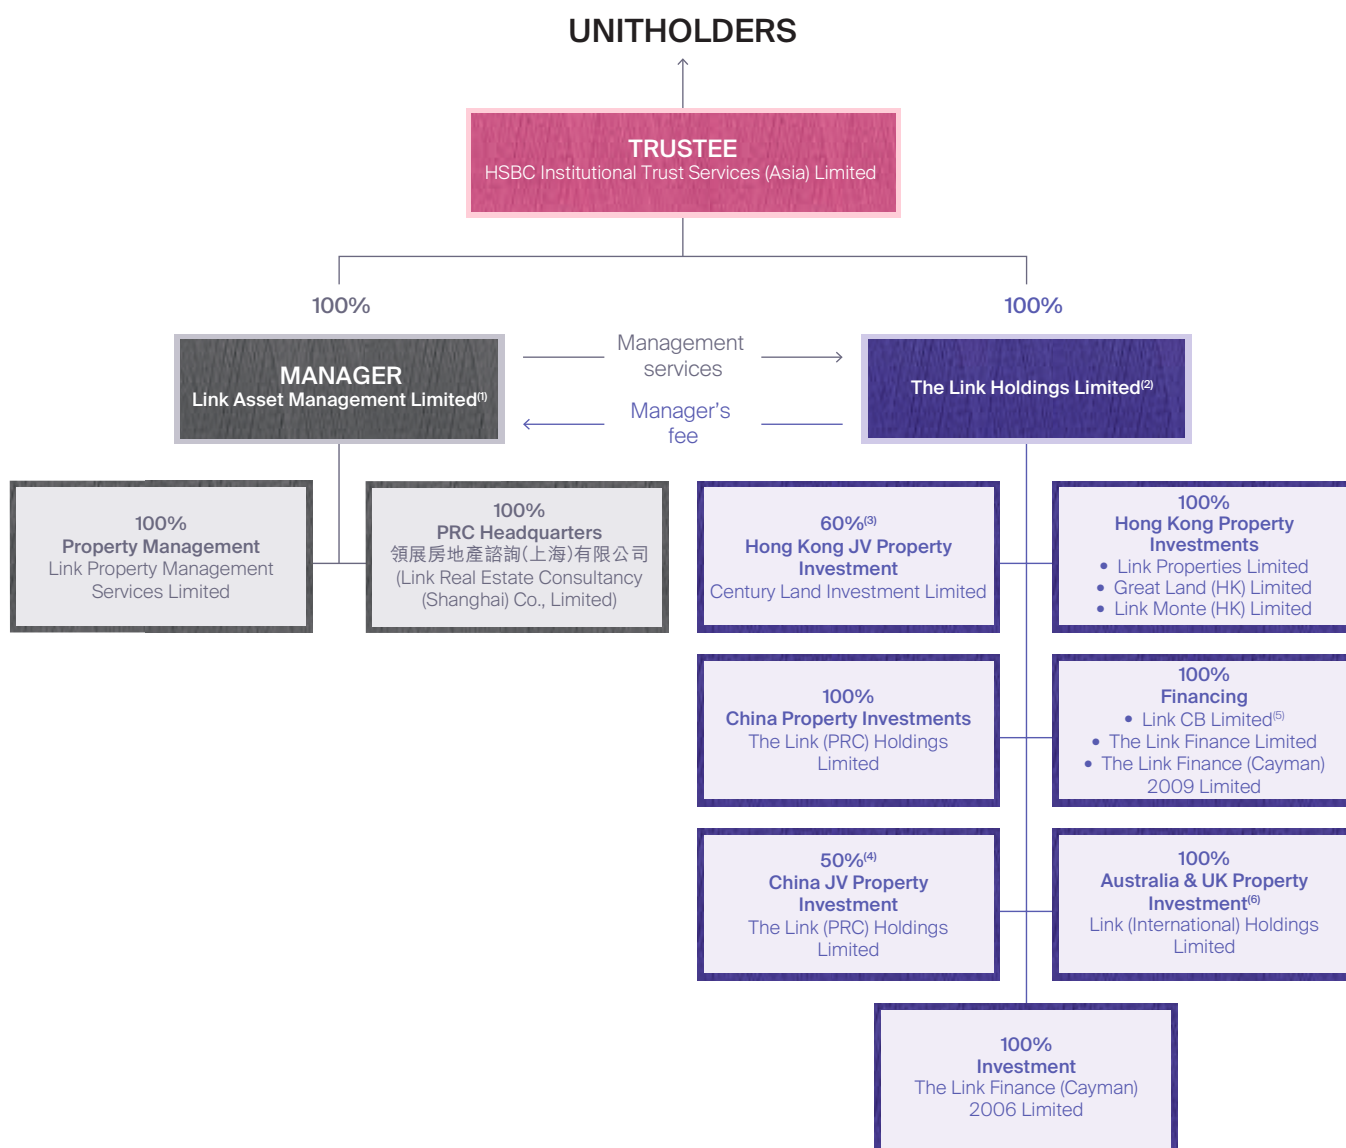 UNITHOLDERS
TRUSTEE
HSBC Institutional Trust Services (Asia) Limited
100%
100%
MANAGER
Link Asset Management Limited(1)
Management
services
Manager’s
fee
The Link Holdings Limited(2)
100%
Property Management
Link Property Management
Services Limited
100%
PRC Headquarters
領展房地產諮詢(上海)有限公司
(Link Real Estate Consultancy
(Shanghai) Co., Limited)
60%(3)
Hong Kong JV Property
Investment
Century Land Investment Limited
100%
Hong Kong Property
Investments
• Link Properties Limited
• Great Land (HK) Limited
• Link Monte (HK) Limited
100%
China Property Investments
The Link (PRC) Holdings
Limited
100%
Financing
• Link CB Limited(5)
• The Link Finance Limited
• The Link Finance (Cayman)
2009 Limited
50%(4)
China JV Property
Investment
The Link (PRC) Holdings
Limited
100%
Australia & UK Property
Investment(6)
Link (International) Holdings
Limited
100%
Investment
The Link Finance (Cayman)
2006 Limited